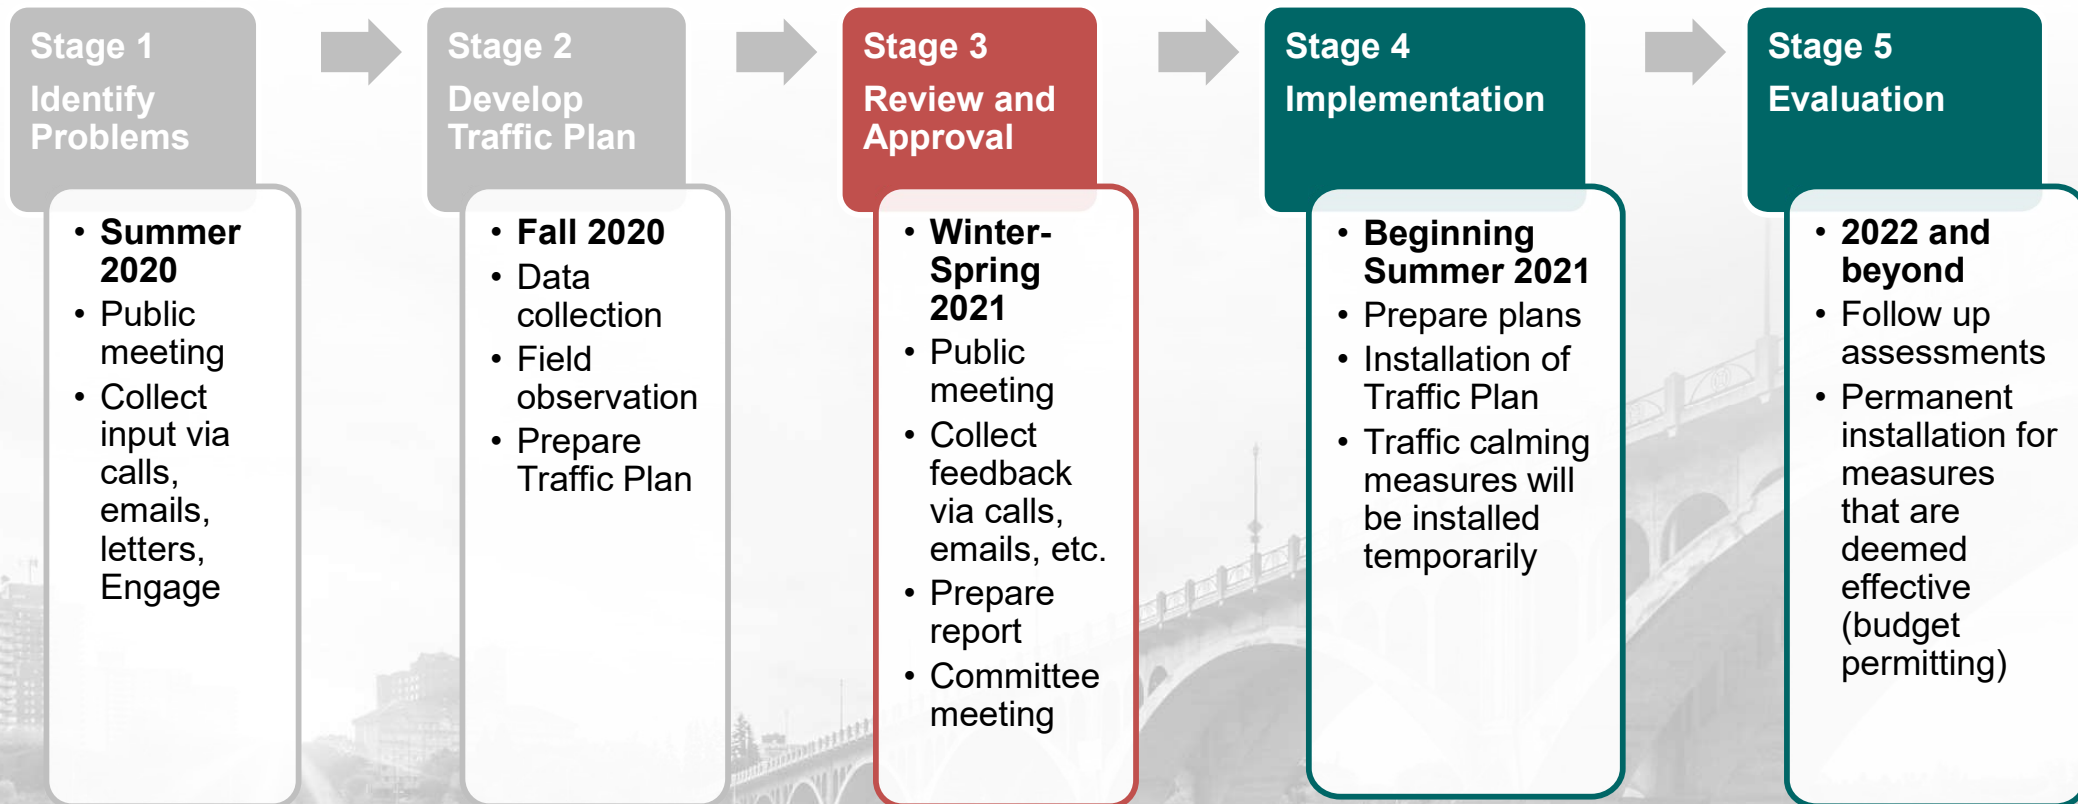 Stage 1
Identify
Problems
• Summer
2020
• Public
meeting
• Collect
input via
calls,
emails,
letters,
Engage
Stage 2
Develop
Traffic Plan
• Fall 2020
• Data
collection
• Field
observation
• Prepare
Traffic Plan
Stage 3
Review and
Approval
• Winter-
Spring
2021
• Public
meeting
• Collect
feedback
via calls,
emails, etc.
• Prepare
report
• Committee
meeting
Stage 4
Implementation
• Beginning
Summer 2021
• Prepare plans
• Installation of
Traffic Plan
• Traffic calming
measures will
be installed
temporarily
Stage 5
Evaluation
• 2022 and
beyond
• Follow up
assessments
• Permanent
installation for
measures
that are
deemed
effective
(budget
permitting)